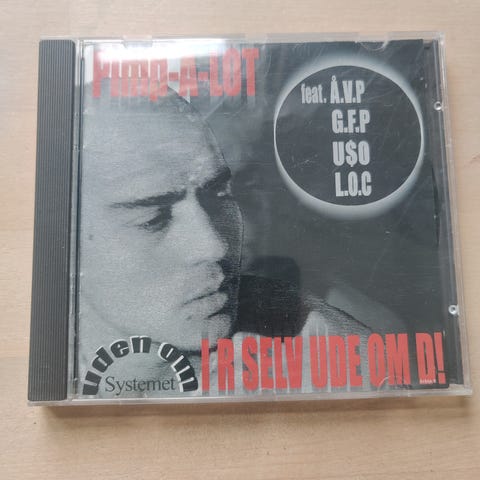 Pimp-A-LOT
feat. Å.V.P
G.F.P
U$O
L.O.C
uden om
Systemet
I R SELV UDE OM D!